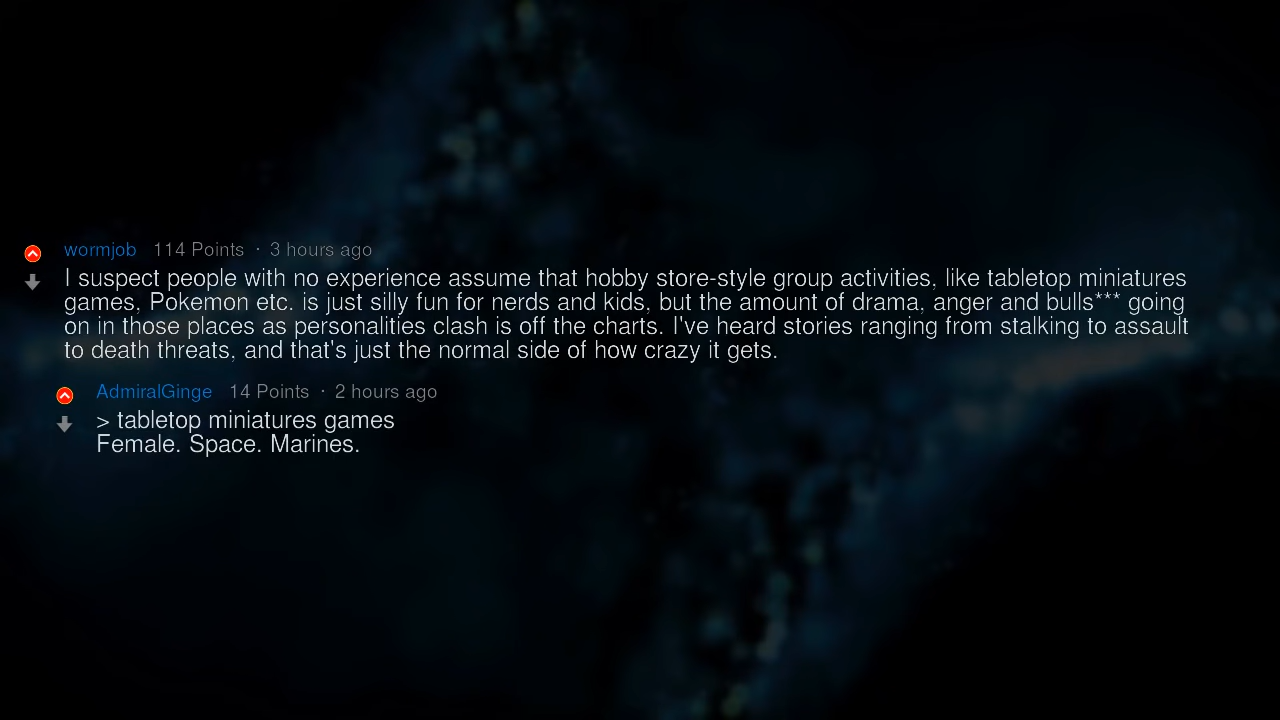 wormjob 114 Points · 3 hours ago
I suspect people with no experience assume that hobby store-style group activities, like tabletop miniatures
games, Pokemon etc. is just silly fun for nerds and kids, but the amount of drama, anger and bulls*** going
on in those places as personalities clash is off the charts. I've heard stories ranging from stalking to assault
to death threats, and that's just the normal side of how crazy it gets.
AdmiralGinge 14 Points · 2 hours ago
> tabletop miniatures games
Female. Space. Marines.